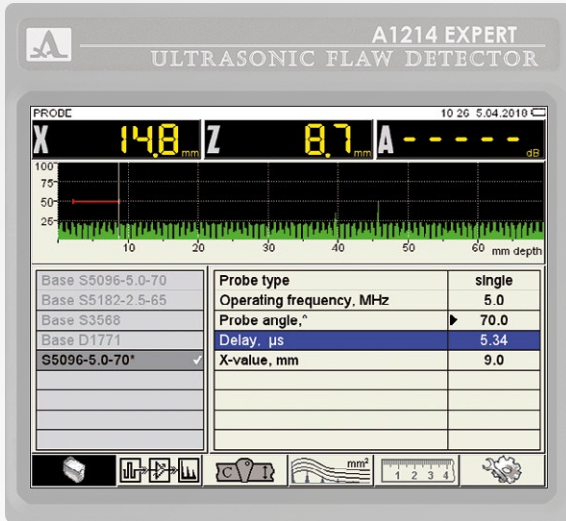 A1214 EXPERT
ULTRASONIC FLAW DETECTOR
PROBE 10 26 5.04.2010
X 14.8 mm Z 8.7 mm A - - - - - dB
100
75
50
25
10 20 30 40 50 60 mm depth
Base S5096-5.0-70 Probe type single
Base S5182-2.5-65 Operating frequency, MHz 5.0
Base S3568 Probe angle,° 70.0
Base D1771 Delay, µs 5.34
S5096-5.0-70* ✓ X-value, mm 9.0
C I mm² 1 2 3 4